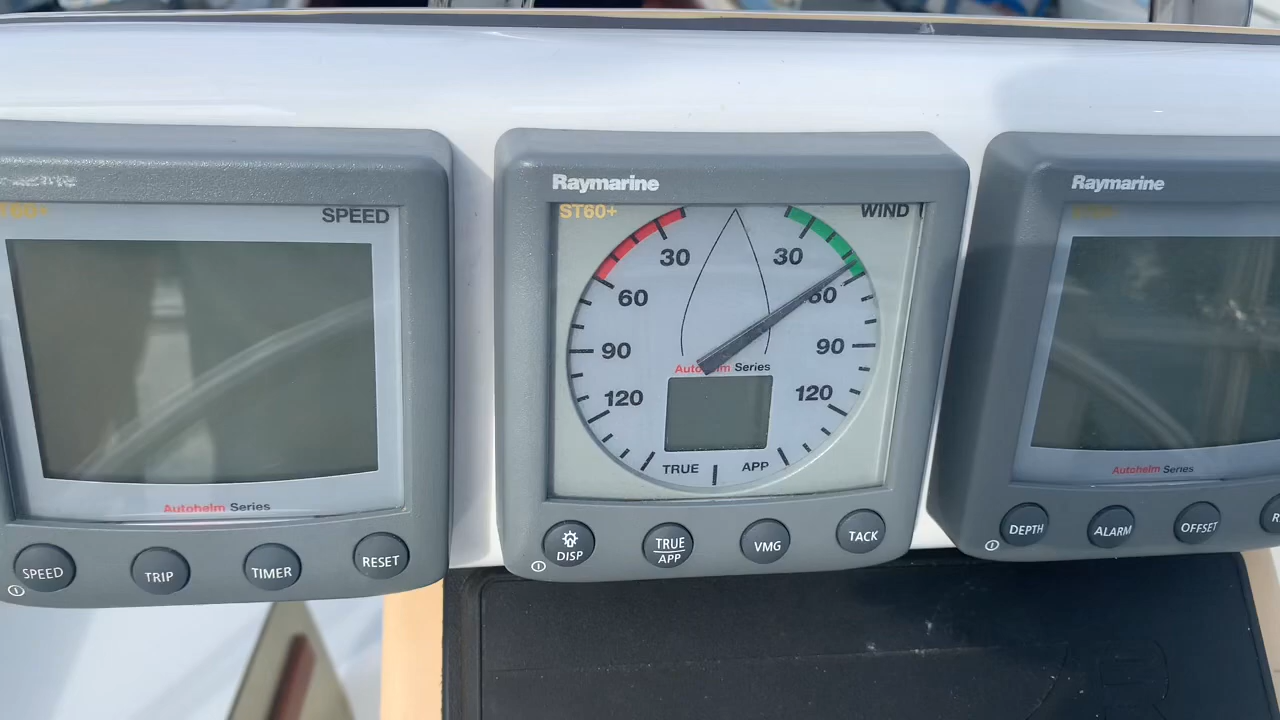 SPEED
Autohelm Series
SPEED
TRIP
TIMER
RESET
Raymarine
ST60+
WIND
30
30
60
60
90
90
120
120
Autohelm Series
TRUE
APP
DISP
TRUE
APP
VMG
TACK
Raymarine
Autohelm Series
DEPTH
ALARM
OFFSET